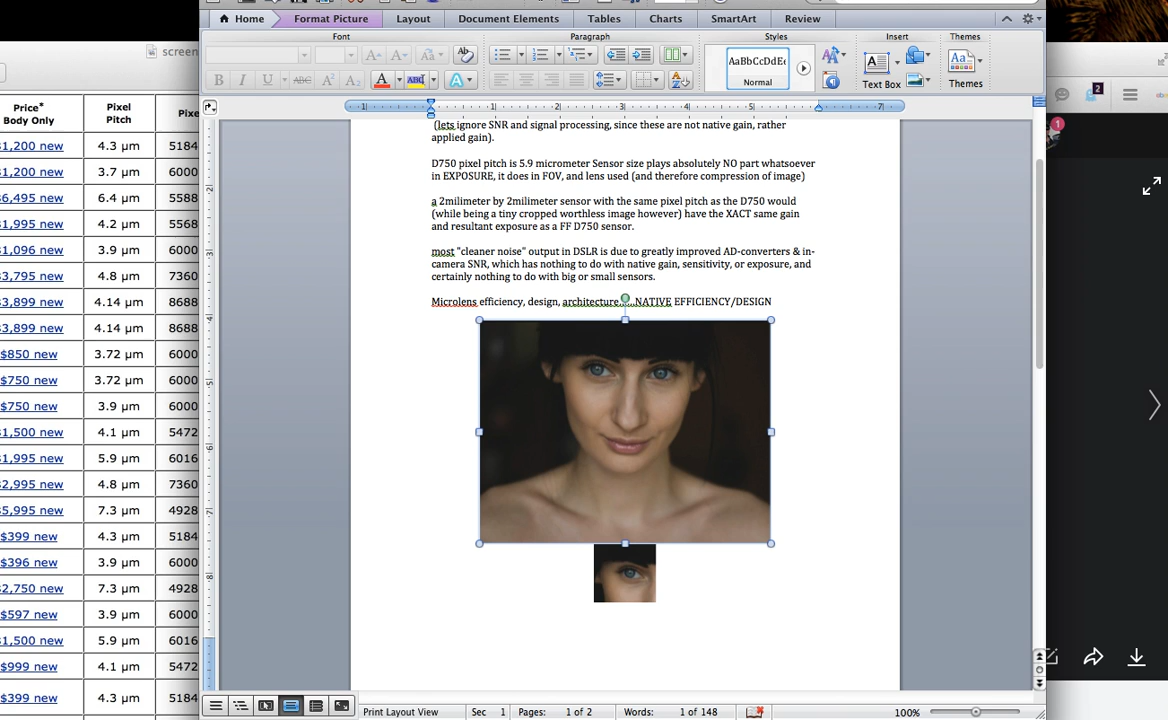 screen
Home Format Picture Layout Document Elements Tables Charts SmartArt Review
Font Paragraph Styles Insert Themes
AaBbCcDdEe
Normal
Text Box
Aa
Themes
B I U ABC A² A₂ A ABC A
(lets ignore SNR and signal processing, since these are not native gain, rather
applied gain).
D750 pixel pitch is 5.9 micrometer Sensor size plays absolutely NO part whatsoever
in EXPOSURE, it does in FOV, and lens used (and therefore compression of image)
a 2milimeter by 2milimeter sensor with the same pixel pitch as the D750 would
(while being a tiny cropped worthless image however) have the XACT same gain
and resultant exposure as a FF D750 sensor.
most "cleaner noise" output in DSLR is due to greatly improved AD-converters & in-
camera SNR, which has nothing to do with native gain, sensitivity, or exposure, and
certainly nothing to do with big or small sensors.
Microlens efficiency, design, architecture.....NATIVE EFFICIENCY/DESIGN
Price* Body Only Pixel Pitch Pixe
$1,200 new 4.3 µm 5184
$1,200 new 3.7 µm 6000
$6,495 new 6.4 µm 5588
$1,995 new 4.2 µm 5568
$1,096 new 3.9 µm 6000
$3,795 new 4.8 µm 7360
$3,899 new 4.14 µm 8688
$3,899 new 4.14 µm 8688
$850 new 3.72 µm 6000
$750 new 3.72 µm 6000
$750 new 3.9 µm 6000
$1,500 new 4.1 µm 5472
$1,995 new 5.9 µm 6016
$2,995 new 4.8 µm 7360
$5,995 new 7.3 µm 4928
$399 new 4.3 µm 5184
$396 new 3.9 µm 6000
$2,750 new 7.3 µm 4928
$597 new 3.9 µm 6000
$1,500 new 5.9 µm 6016
$999 new 4.1 µm 5472
$399 new 4.3 µm 5184
2
1
Print Layout View Sec 1 Pages: 1 of 2 Words: 1 of 148 100%